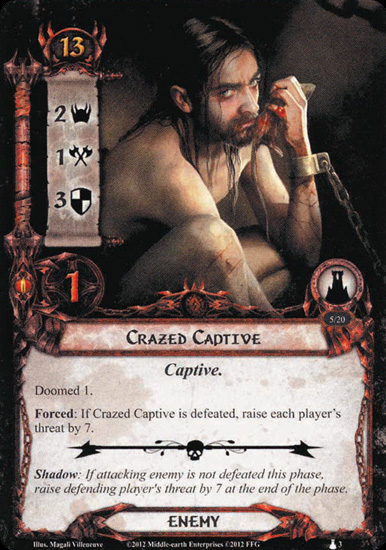 13
2
1
3
1
5/20
Crazed Captive
Captive.
Doomed 1.
Forced: If Crazed Captive is defeated, raise each player's
threat by 7.
Shadow: If attacking enemy is not defeated this phase,
raise defending player's threat by 7 at the end of the phase.
ENEMY
Illus. Magali Villeneuve
©2012 Middle-earth Enterprises ©2012 FFG
3